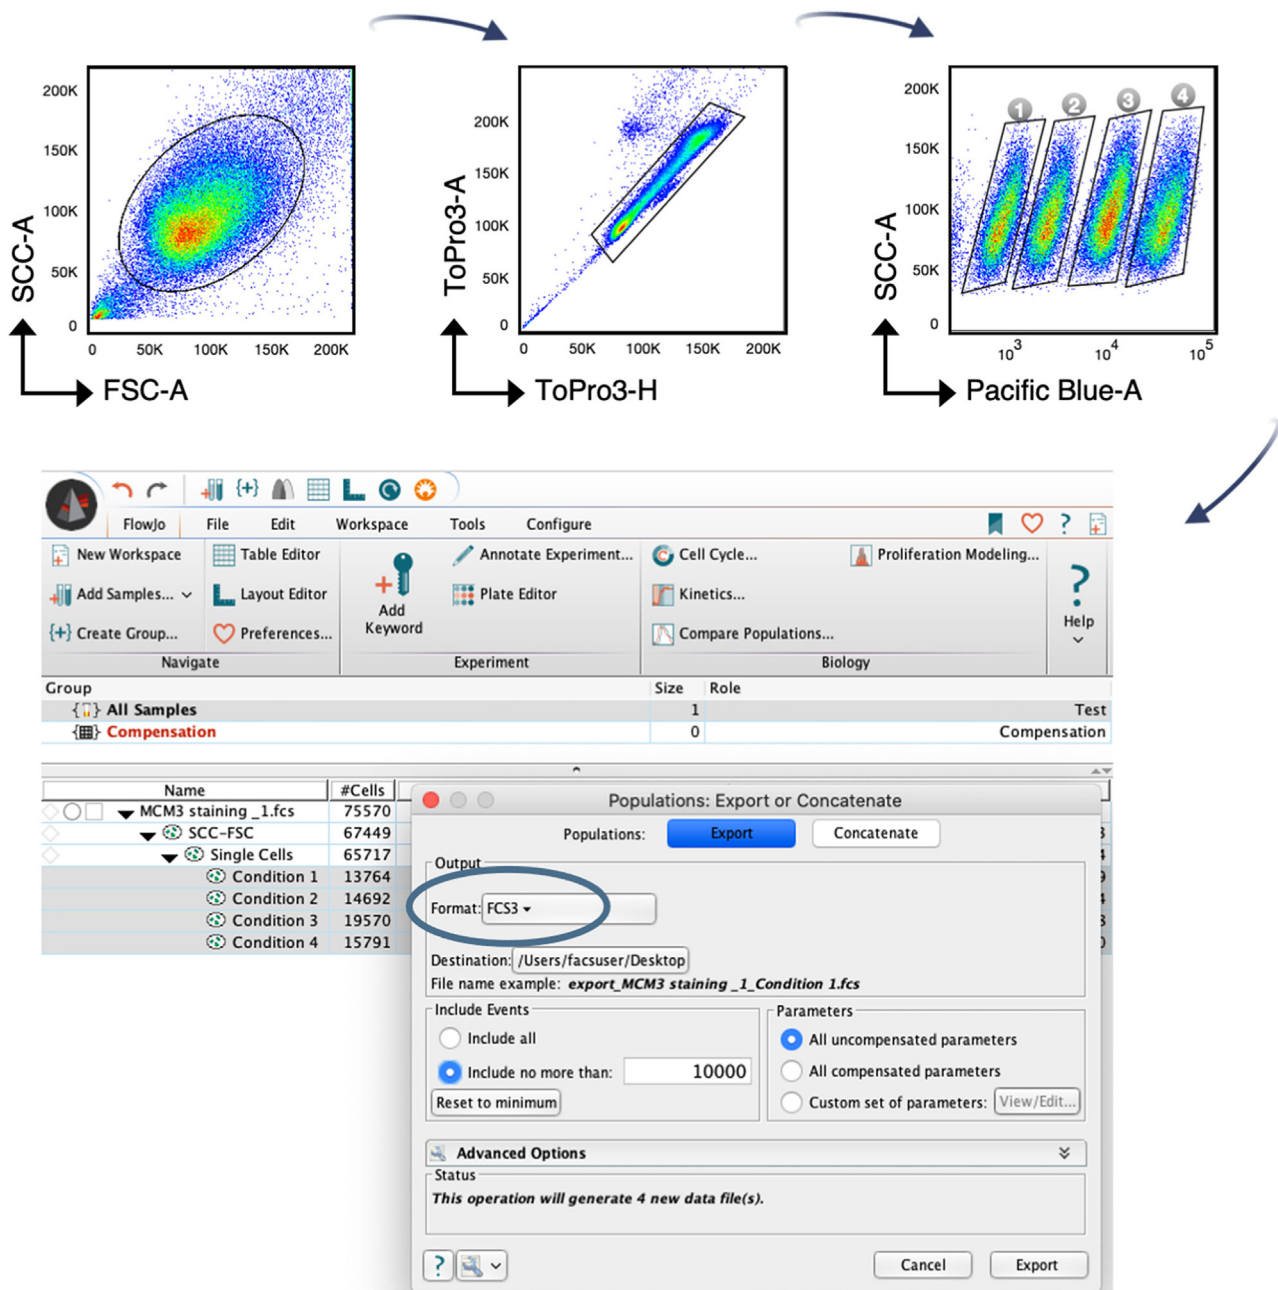 SCC-A
200K
150K
100K
50K
0
0 50K 100K 150K 200K
FSC-A
ToPro3-A
200K
150K
100K
50K
0
0 50K 100K 150K 200K
ToPro3-H
SCC-A
200K
150K
100K
50K
0
1 2 3 4
10³ 10⁴ 10⁵
Pacific Blue-A
FlowJo File Edit Workspace Tools Configure
New Workspace Table Editor Annotate Experiment... Cell Cycle... Proliferation Modeling...
Add Samples... Layout Editor Add Keyword Plate Editor Kinetics... Help
{+} Create Group... Preferences... Compare Populations...
Navigate Experiment Biology
Group Size Role
All Samples 1 Test
Compensation 0 Compensation
Name #Cells
MCM3 staining _1.fcs 75570
SCC-FSC 67449
Single Cells 65717
Condition 1 13764
Condition 2 14692
Condition 3 19570
Condition 4 15791
Populations: Export or Concatenate
Populations: Export Concatenate
Output
Format: FCS3
Destination: /Users/facsuser/Desktop
File name example: export_MCM3 staining _1_Condition 1.fcs
Include Events
Include all
Include no more than: 10000
Reset to minimum
Parameters
All uncompensated parameters
All compensated parameters
Custom set of parameters: View/Edit...
Advanced Options
Status
This operation will generate 4 new data file(s).
? Cancel Export